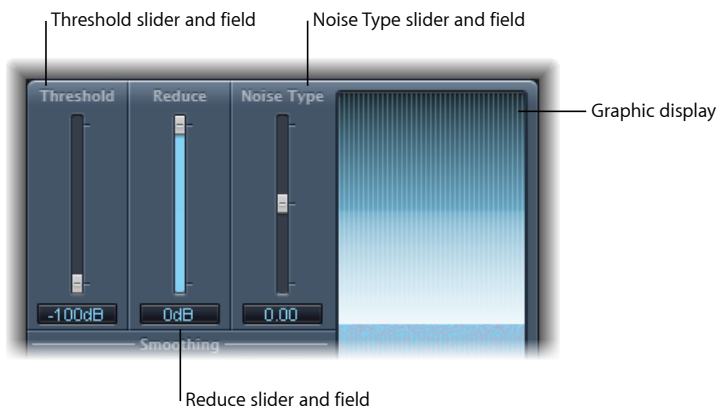 Threshold slider and field
Noise Type slider and field
Threshold
Reduce
Noise Type
Graphic display
-100dB
0dB
0.00
Smoothing
Reduce slider and field